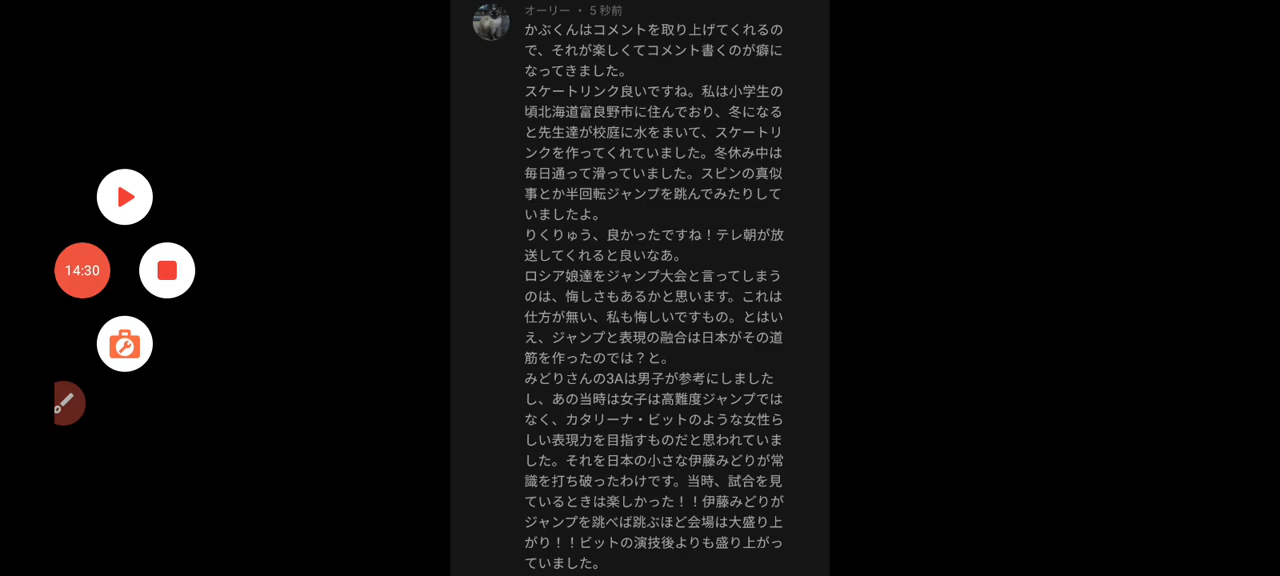 オーリー ・ 5 秒前
かぶくんはコメントを取り上げてくれるの
で、それが楽しくてコメント書くのが癖に
なってきました。
スケートリンク良いですね。私は小学生の
頃北海道富良野市に住んでおり、冬になる
と先生達が校庭に水をまいて、スケートリ
ンクを作ってくれていました。冬休み中は
毎日通って滑っていました。スピンの真似
事とか半回転ジャンプを跳んでみたりして
いましたよ。
りくりゅう、良かったですね！テレ朝が放
送してくれると良いなあ。
ロシア娘達をジャンプ大会と言ってしまう
のは、悔しさもあるかと思います。これは
仕方が無い、私も悔しいですもの。とはい
え、ジャンプと表現の融合は日本がその道
筋を作ったのでは？と。
みどりさんの3Aは男子が参考にしました
し、あの当時は女子は高難度ジャンプでは
なく、カタリーナ・ビットのような女性ら
しい表現力を目指すものだと思われていま
した。それを日本の小さな伊藤みどりが常
識を打ち破ったわけです。当時、試合を見
ているときは楽しかった！！伊藤みどりが
ジャンプを跳べば跳ぶほど会場は大盛り上
がり！！ビットの演技後よりも盛り上がっ
ていました。
14:30